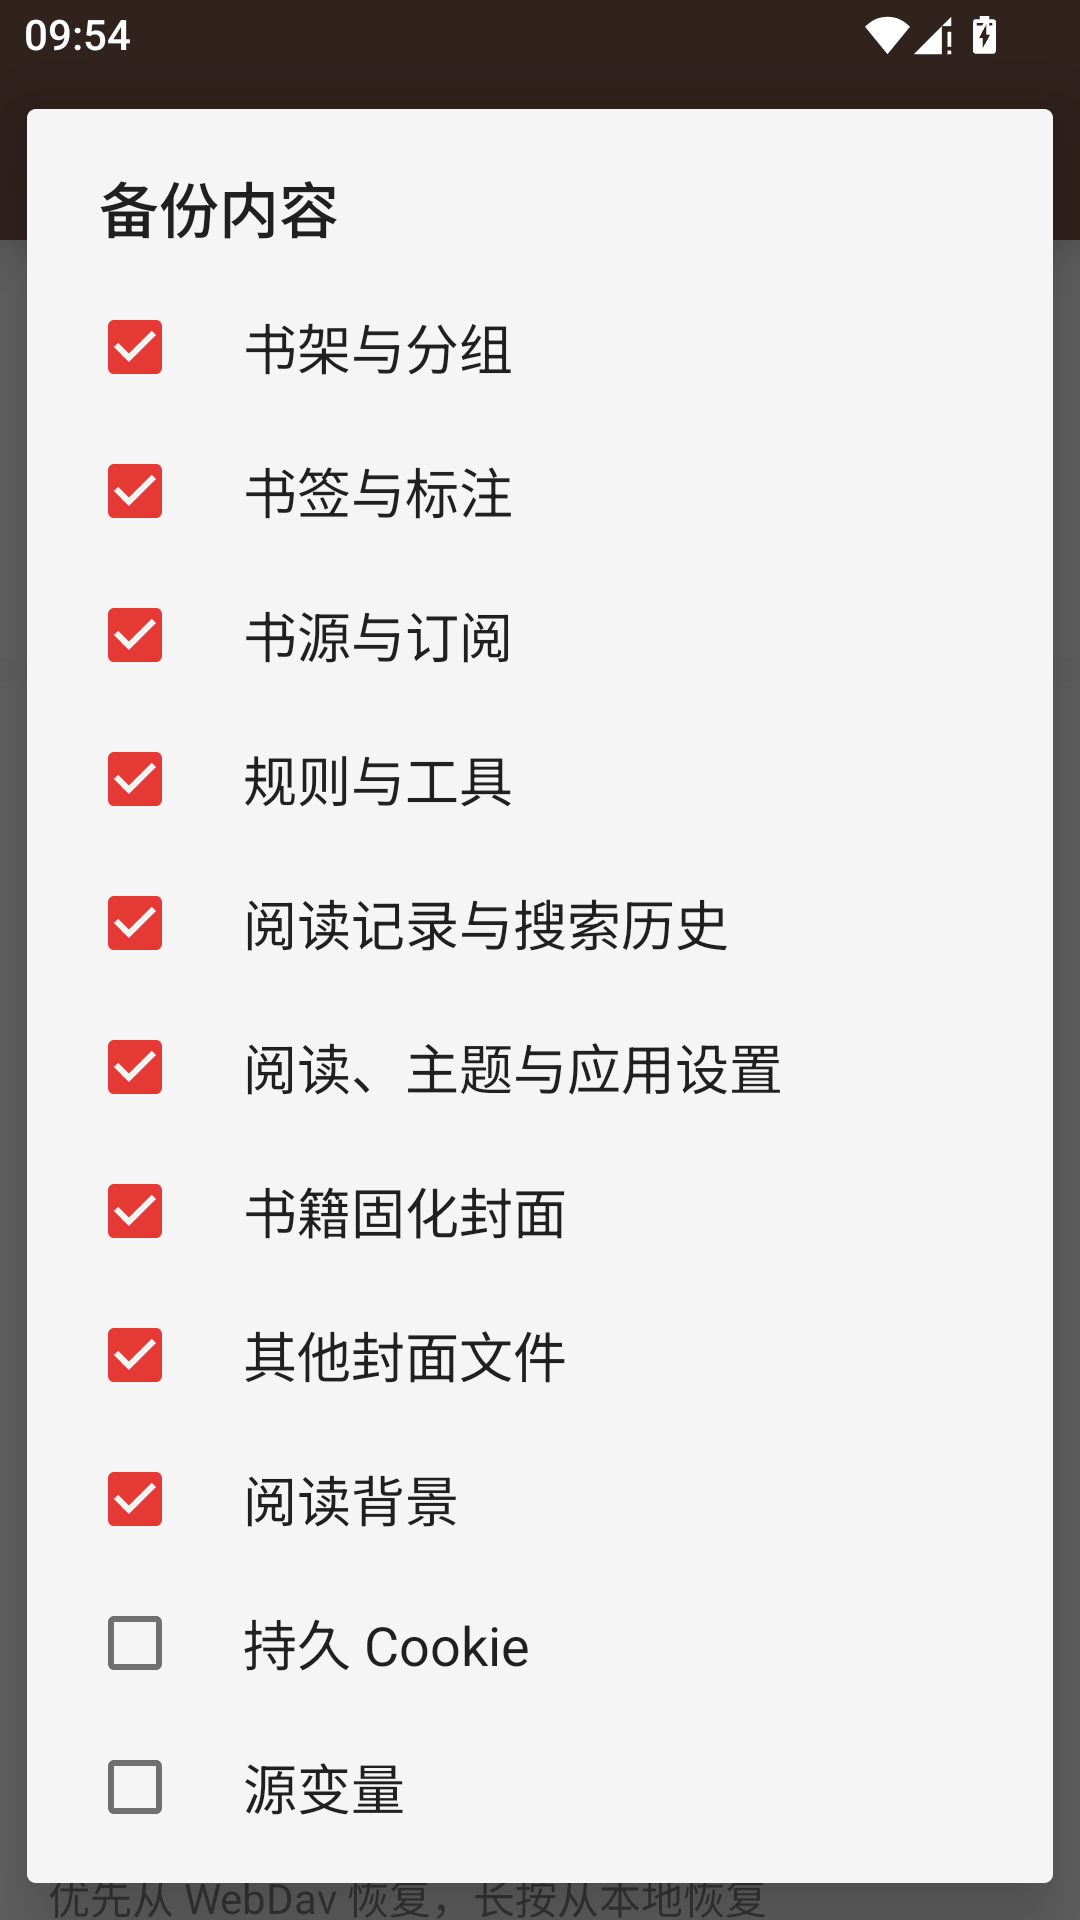 09:54
备份内容
书架与分组
书签与标注
书源与订阅
规则与工具
阅读记录与搜索历史
阅读、主题与应用设置
书籍固化封面
其他封面文件
阅读背景
持久 Cookie
源变量
优先从 WebDav 恢复，长按从本地恢复